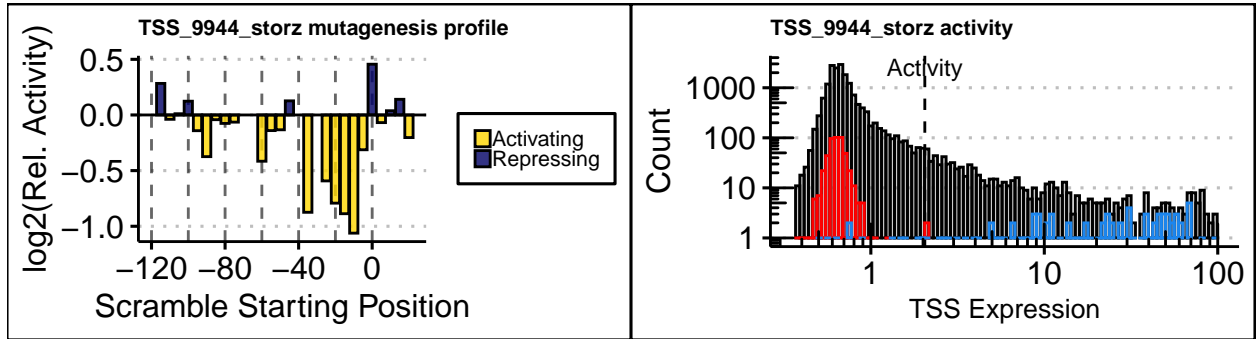 TSS_9944_storz mutagenesis profile
log2(Rel. Activity)
0.5
0.0
−0.5
−1.0
−120
−80
−40
0
Scramble Starting Position
Activating
Repressing
TSS_9944_storz activity
Activity
Count
1000
100
10
1
1
10
100
TSS Expression